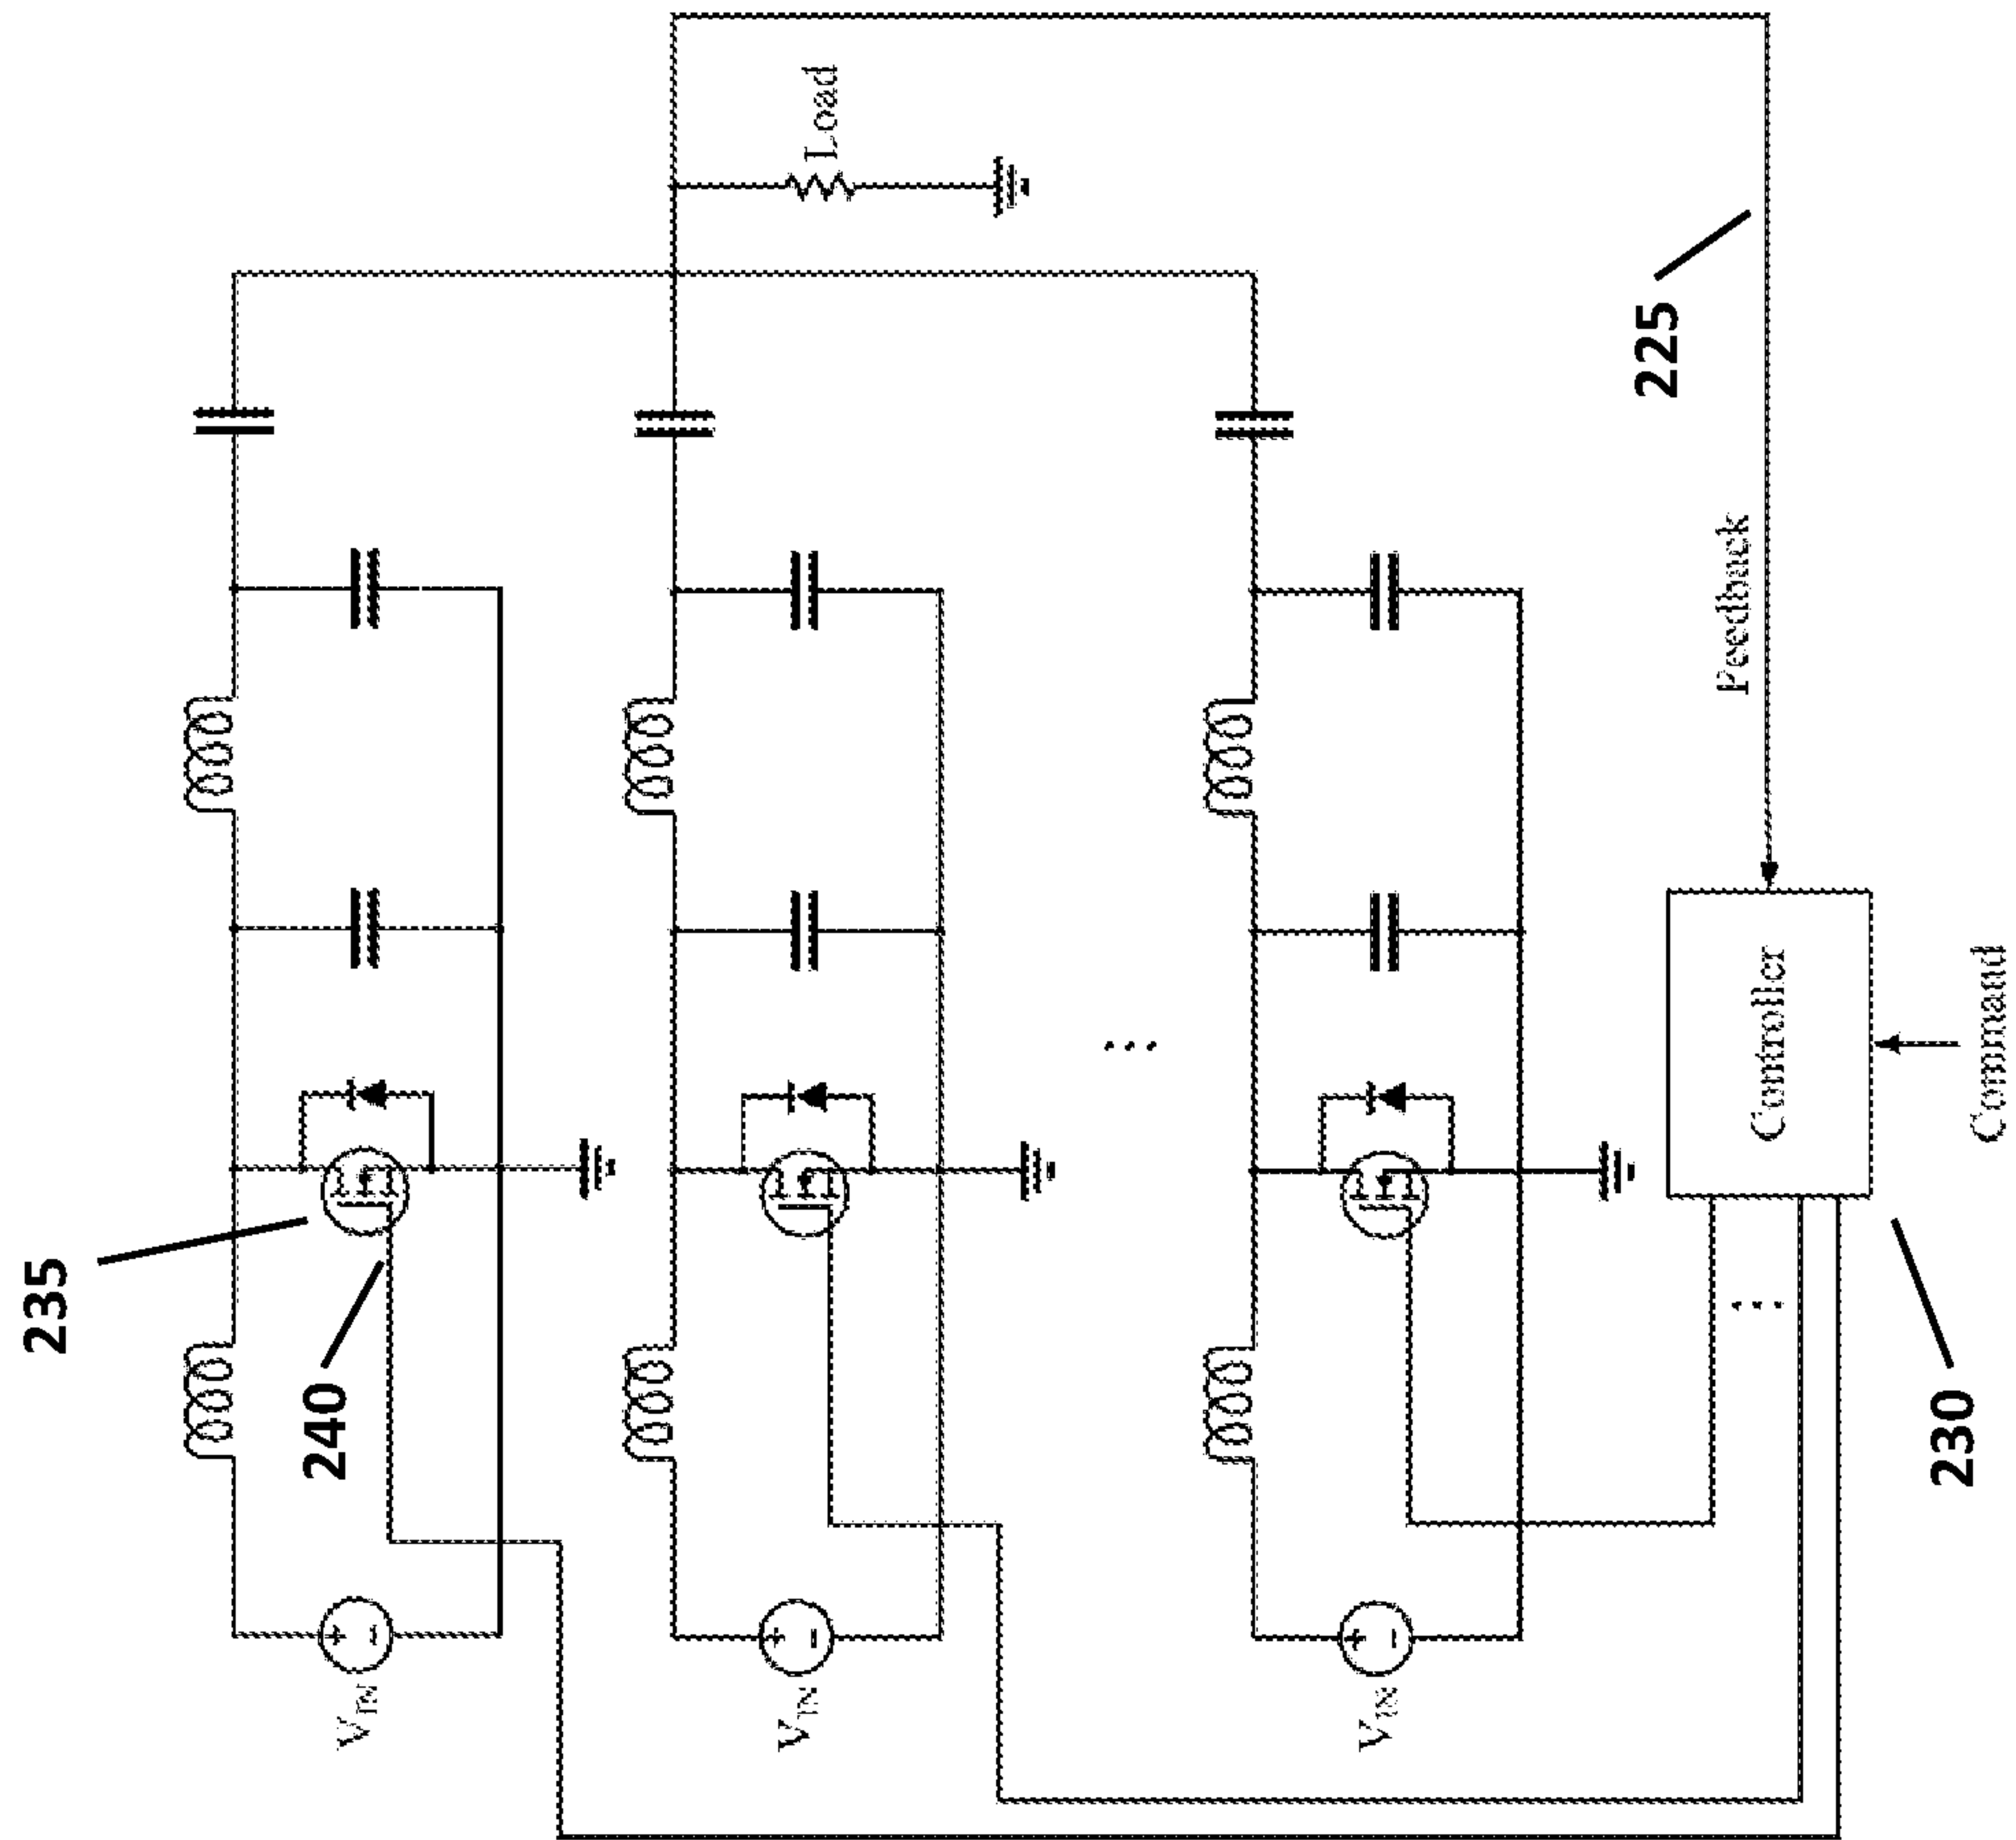 235
240
V_IN
+
−
V_IN
+
−
⋮
V_IN
+
−
Load
225
Feedback
Controller
⋮
Command
230